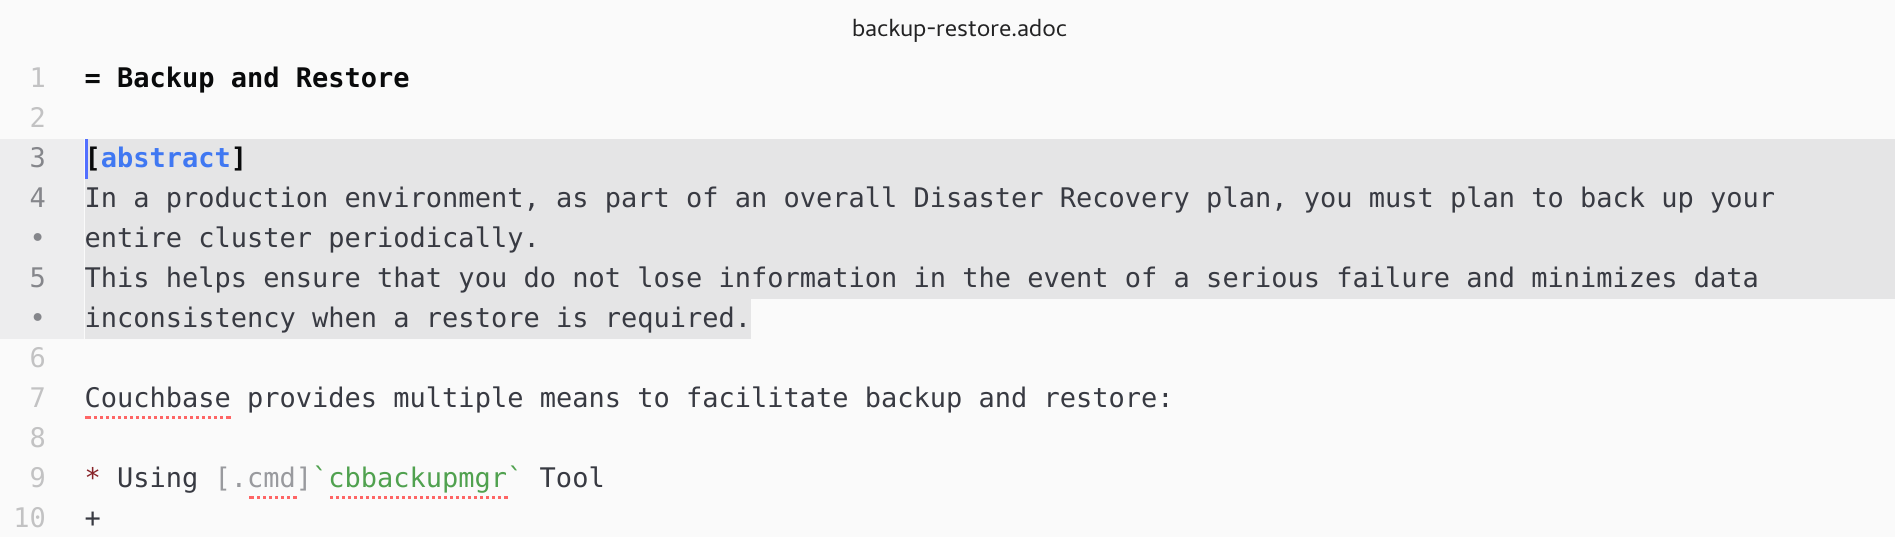 backup-restore.adoc
1 = Backup and Restore
2
3 [abstract]
4 In a production environment, as part of an overall Disaster Recovery plan, you must plan to back up your
• entire cluster periodically.
5 This helps ensure that you do not lose information in the event of a serious failure and minimizes data
• inconsistency when a restore is required.
6
7 Couchbase provides multiple means to facilitate backup and restore:
8
9 * Using [.cmd]`cbbackupmgr` Tool
10 +